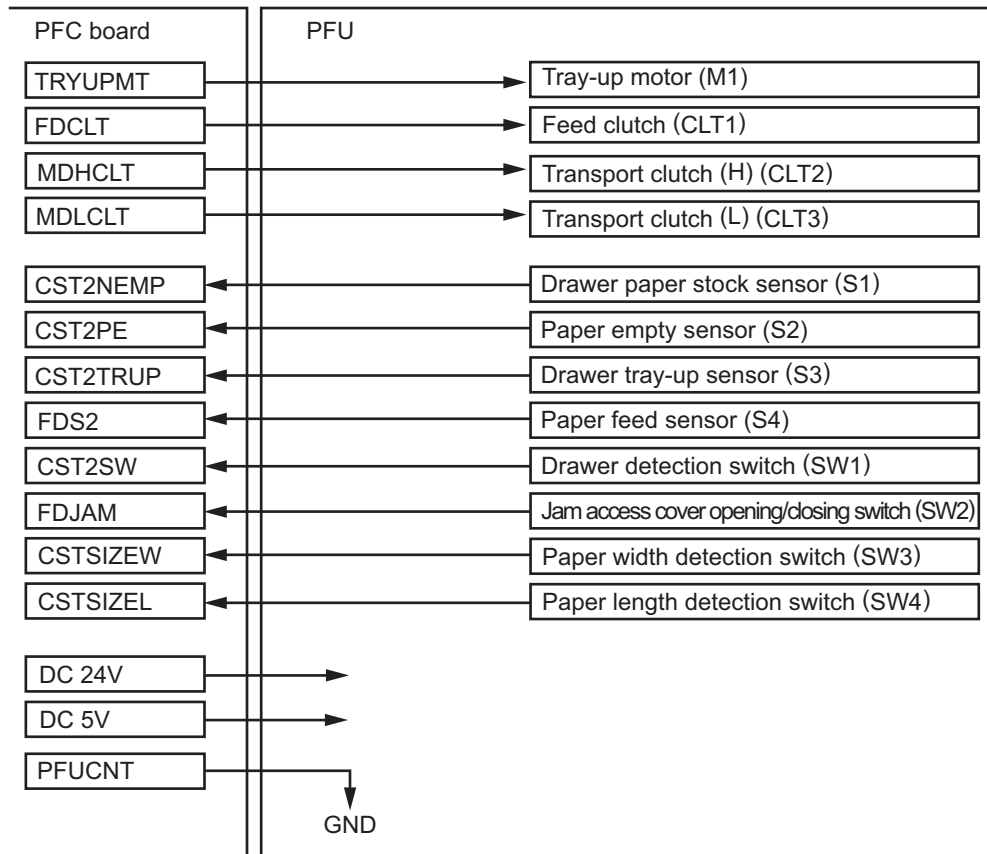 PFC board PFU
TRYUPMT Tray-up motor (M1)
FDCLT Feed clutch (CLT1)
MDHCLT Transport clutch (H) (CLT2)
MDLCLT Transport clutch (L) (CLT3)
CST2NEMP Drawer paper stock sensor (S1)
CST2PE Paper empty sensor (S2)
CST2TRUP Drawer tray-up sensor (S3)
FDS2 Paper feed sensor (S4)
CST2SW Drawer detection switch (SW1)
FDJAM Jam access cover opening/closing switch (SW2)
CSTSIZEW Paper width detection switch (SW3)
CSTSIZEL Paper length detection switch (SW4)
DC 24V
DC 5V
PFUCNT
GND